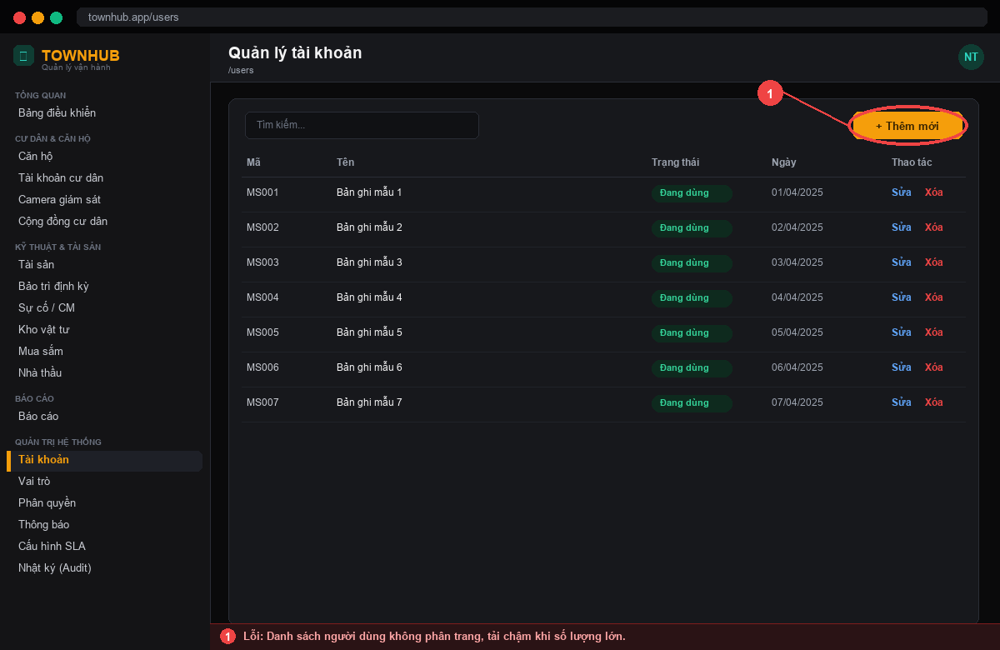 townhub.app/users
TOWNHUB
Quản lý vận hành
TỔNG QUAN
Bảng điều khiển
CƯ DÂN & CĂN HỘ
Căn hộ
Tài khoản cư dân
Camera giám sát
Cộng đồng cư dân
KỸ THUẬT & TÀI SẢN
Tài sản
Bảo trì định kỳ
Sự cố / CM
Kho vật tư
Mua sắm
Nhà thầu
BÁO CÁO
Báo cáo
QUẢN TRỊ HỆ THỐNG
Tài khoản
Vai trò
Phân quyền
Thông báo
Cấu hình SLA
Nhật ký (Audit)
Quản lý tài khoản
/users
NT
1
Tìm kiếm...
+ Thêm mới
Mã Tên Trạng thái Ngày Thao tác
MS001 Bản ghi mẫu 1 Đang dùng 01/04/2025 Sửa Xóa
MS002 Bản ghi mẫu 2 Đang dùng 02/04/2025 Sửa Xóa
MS003 Bản ghi mẫu 3 Đang dùng 03/04/2025 Sửa Xóa
MS004 Bản ghi mẫu 4 Đang dùng 04/04/2025 Sửa Xóa
MS005 Bản ghi mẫu 5 Đang dùng 05/04/2025 Sửa Xóa
MS006 Bản ghi mẫu 6 Đang dùng 06/04/2025 Sửa Xóa
MS007 Bản ghi mẫu 7 Đang dùng 07/04/2025 Sửa Xóa
1 Lỗi: Danh sách người dùng không phân trang, tải chậm khi số lượng lớn.